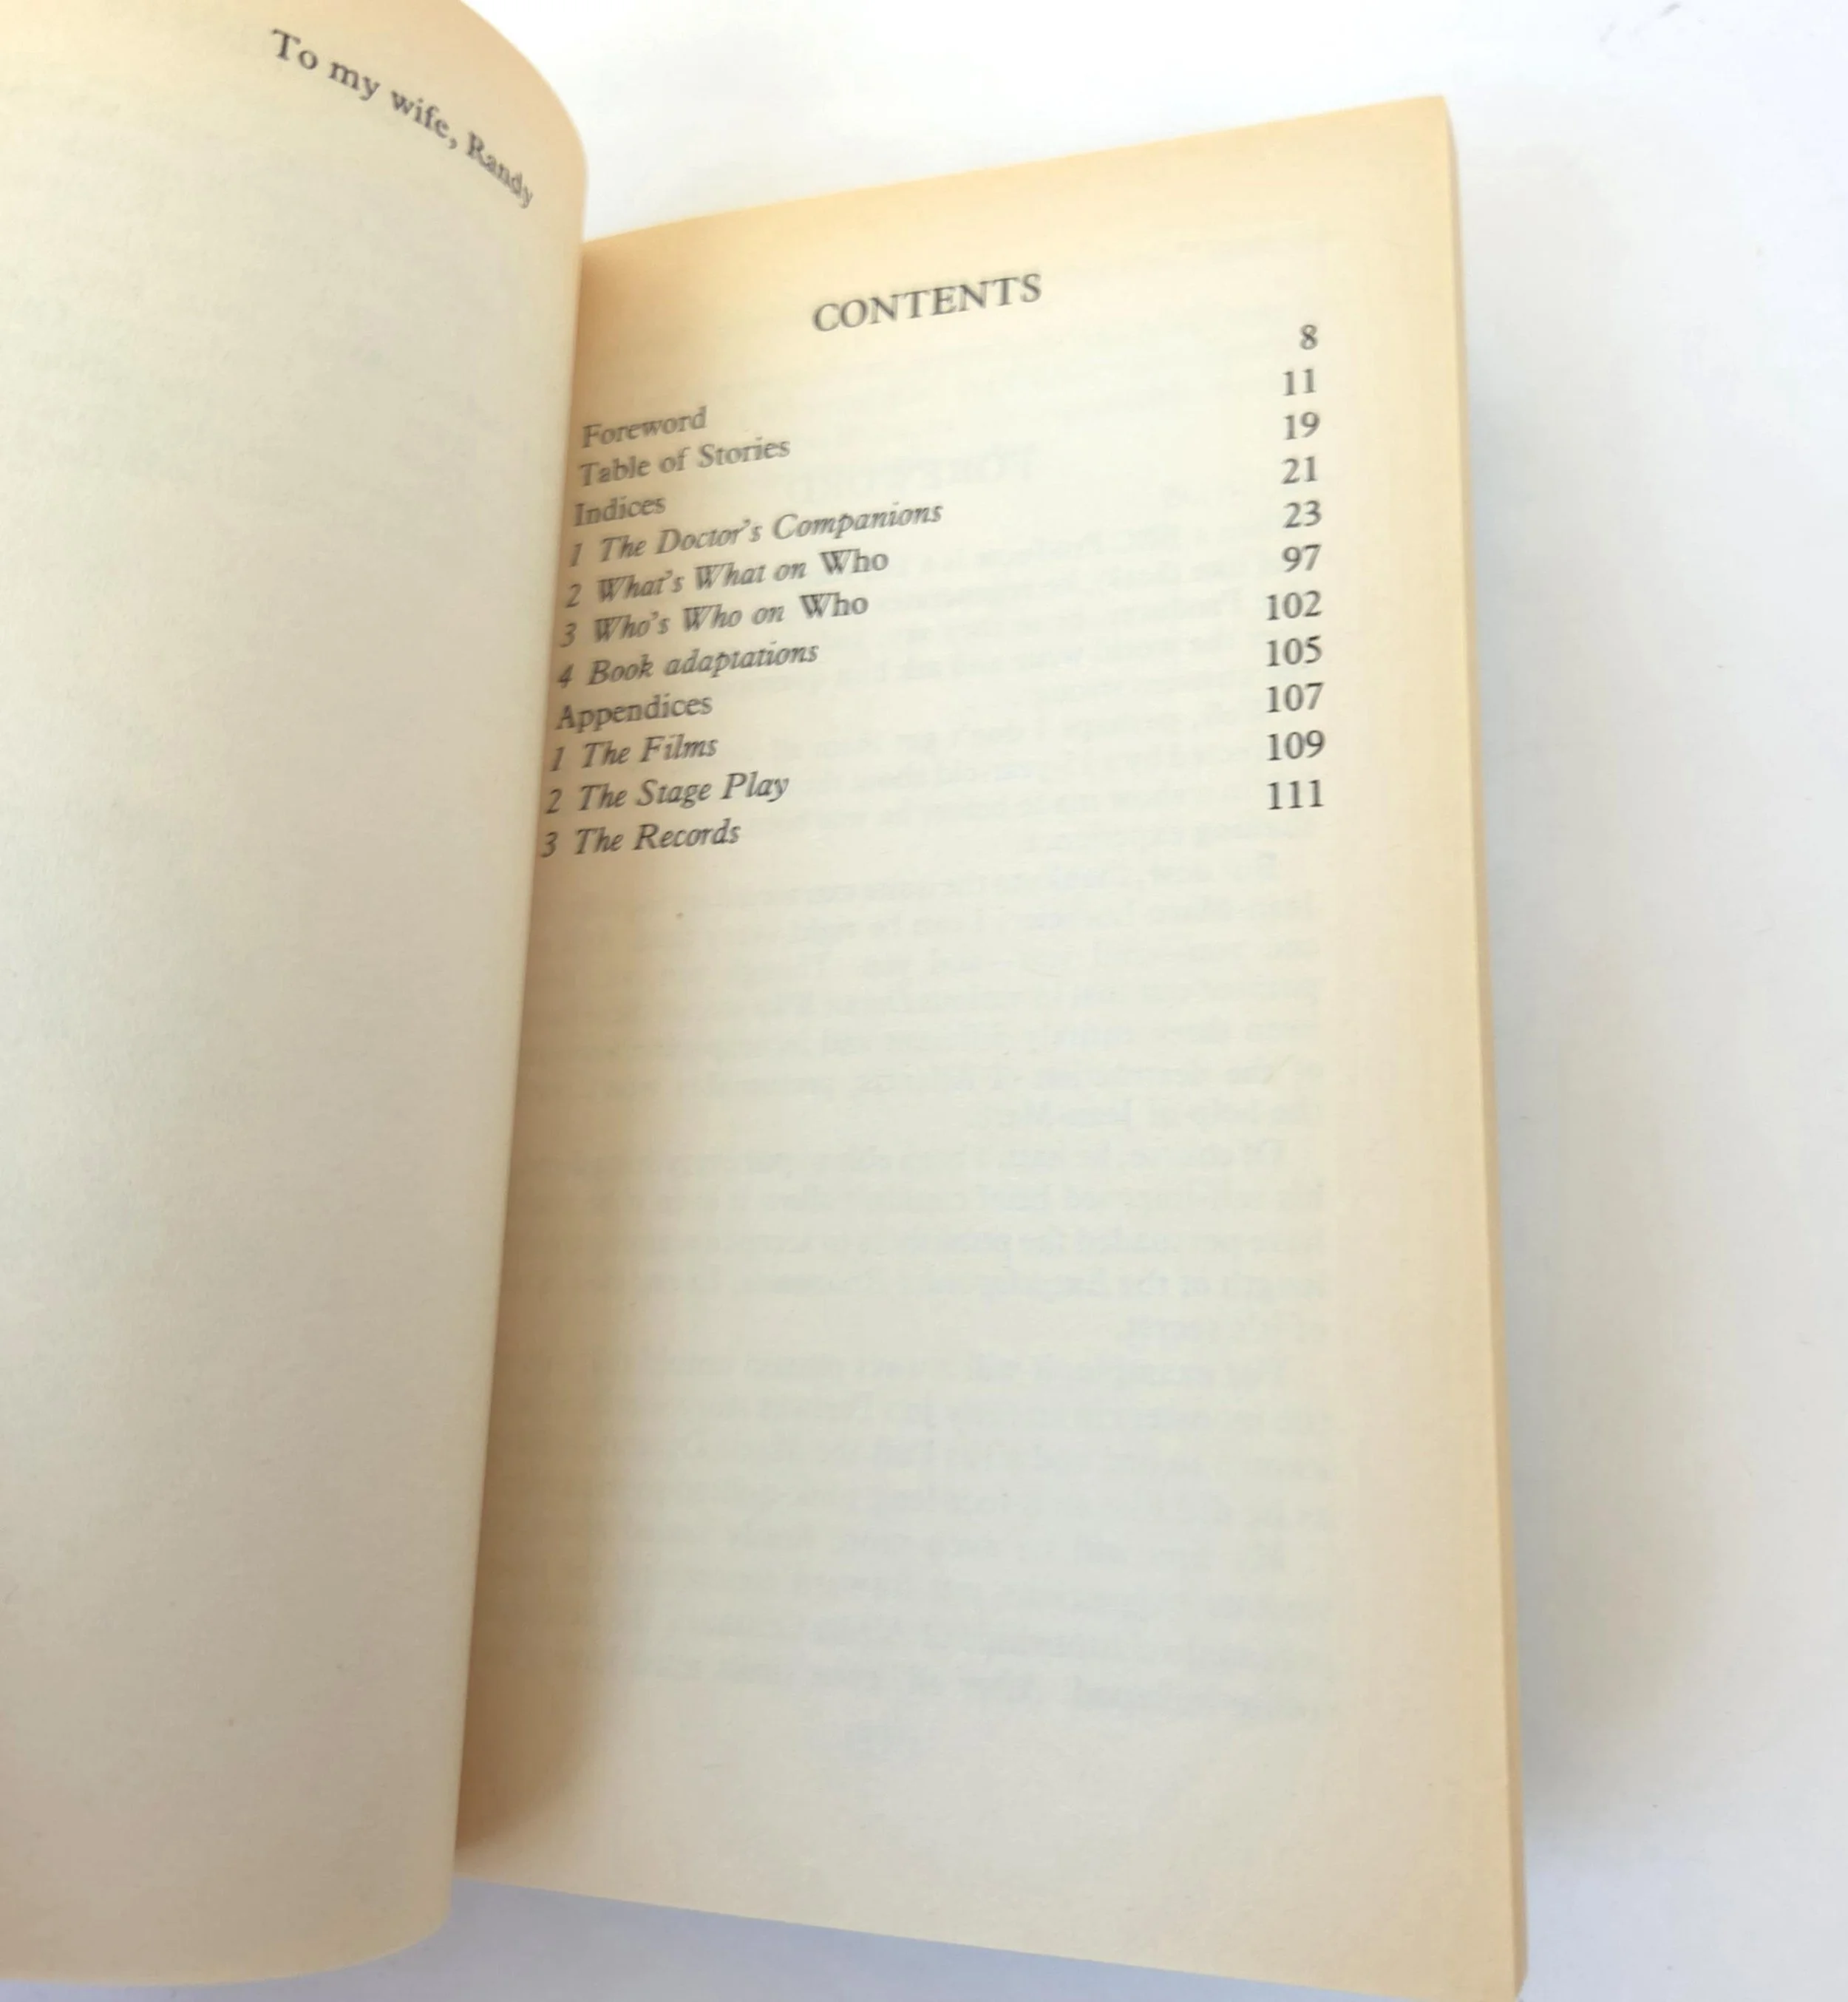 To my wife, Randy
CONTENTS
Foreword 8
Table of Stories 11
Indices 19
1 The Doctor's Companions 21
2 What's What on Who 23
3 Who's Who on Who 97
4 Book adaptations 102
Appendices 105
1 The Films 107
2 The Stage Play 109
3 The Records 111